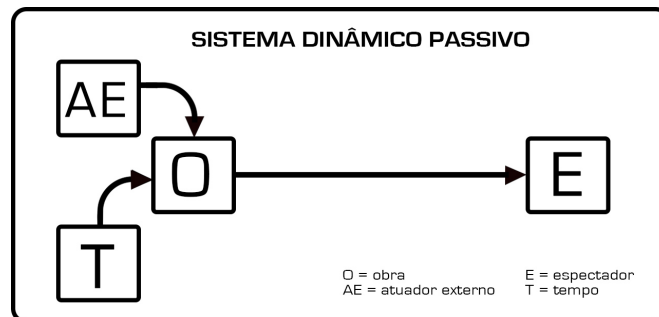 SISTEMA DINÂMICO PASSIVO
AE
O
E
T
O = obra
AE = atuador externo
E = espectador
T = tempo